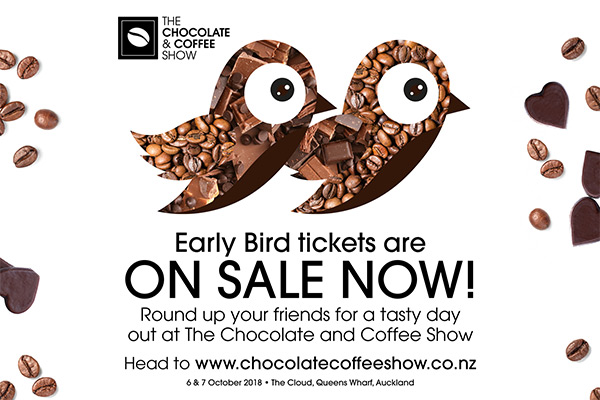 THE
CHOCOLATE
& COFFEE
SHOW
Early Bird tickets are
ON SALE NOW!
Round up your friends for a tasty day
out at The Chocolate and Coffee Show
Head to www.chocolatecoffeeshow.co.nz
6 & 7 October 2018 • The Cloud, Queens Wharf, Auckland